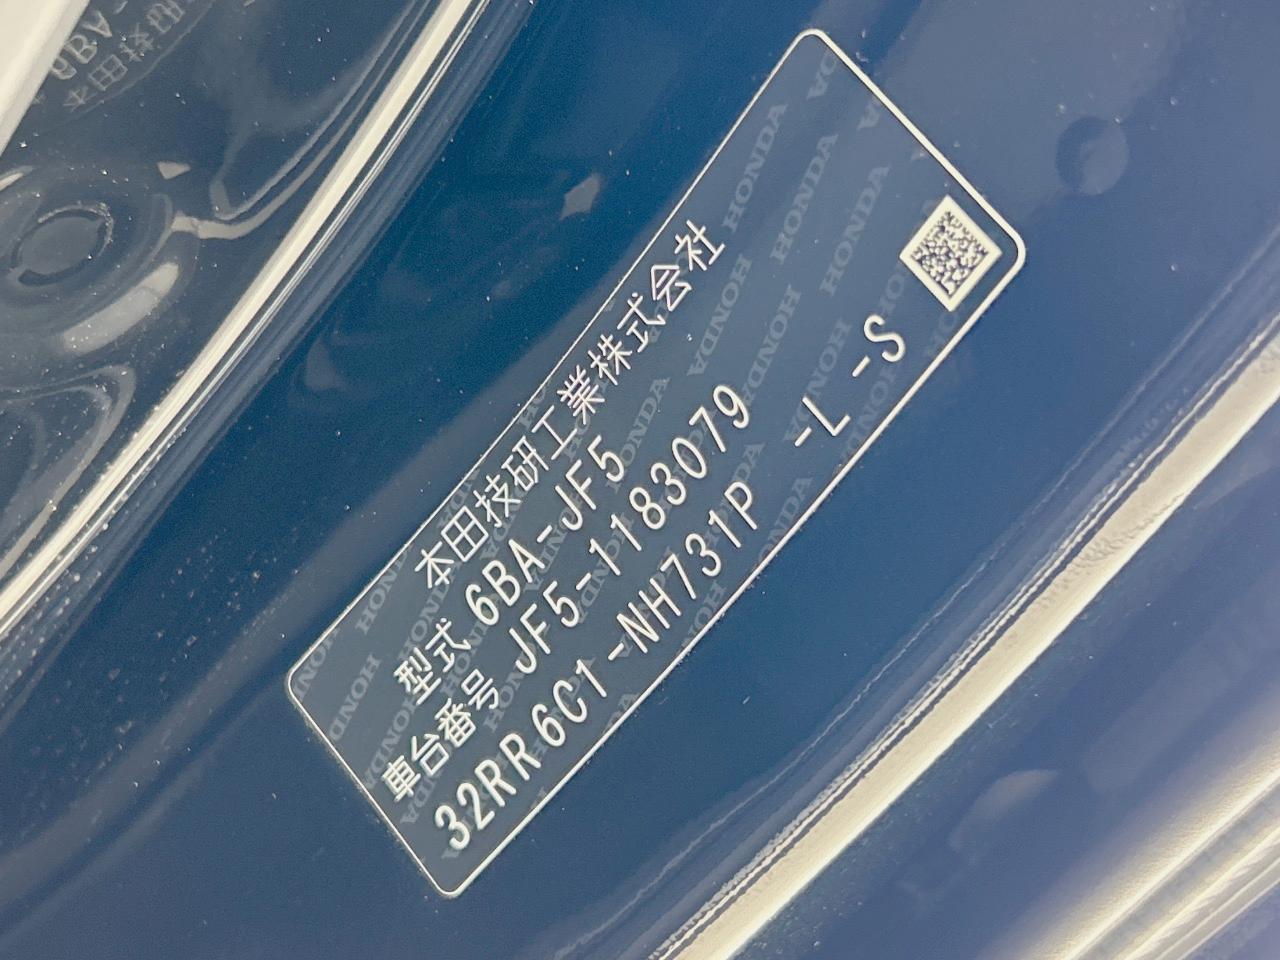 本田技研工業株式会社
型式 6BA-JF5
車台番号 JF5-1183079
32RR6C1-NH731P -L -S